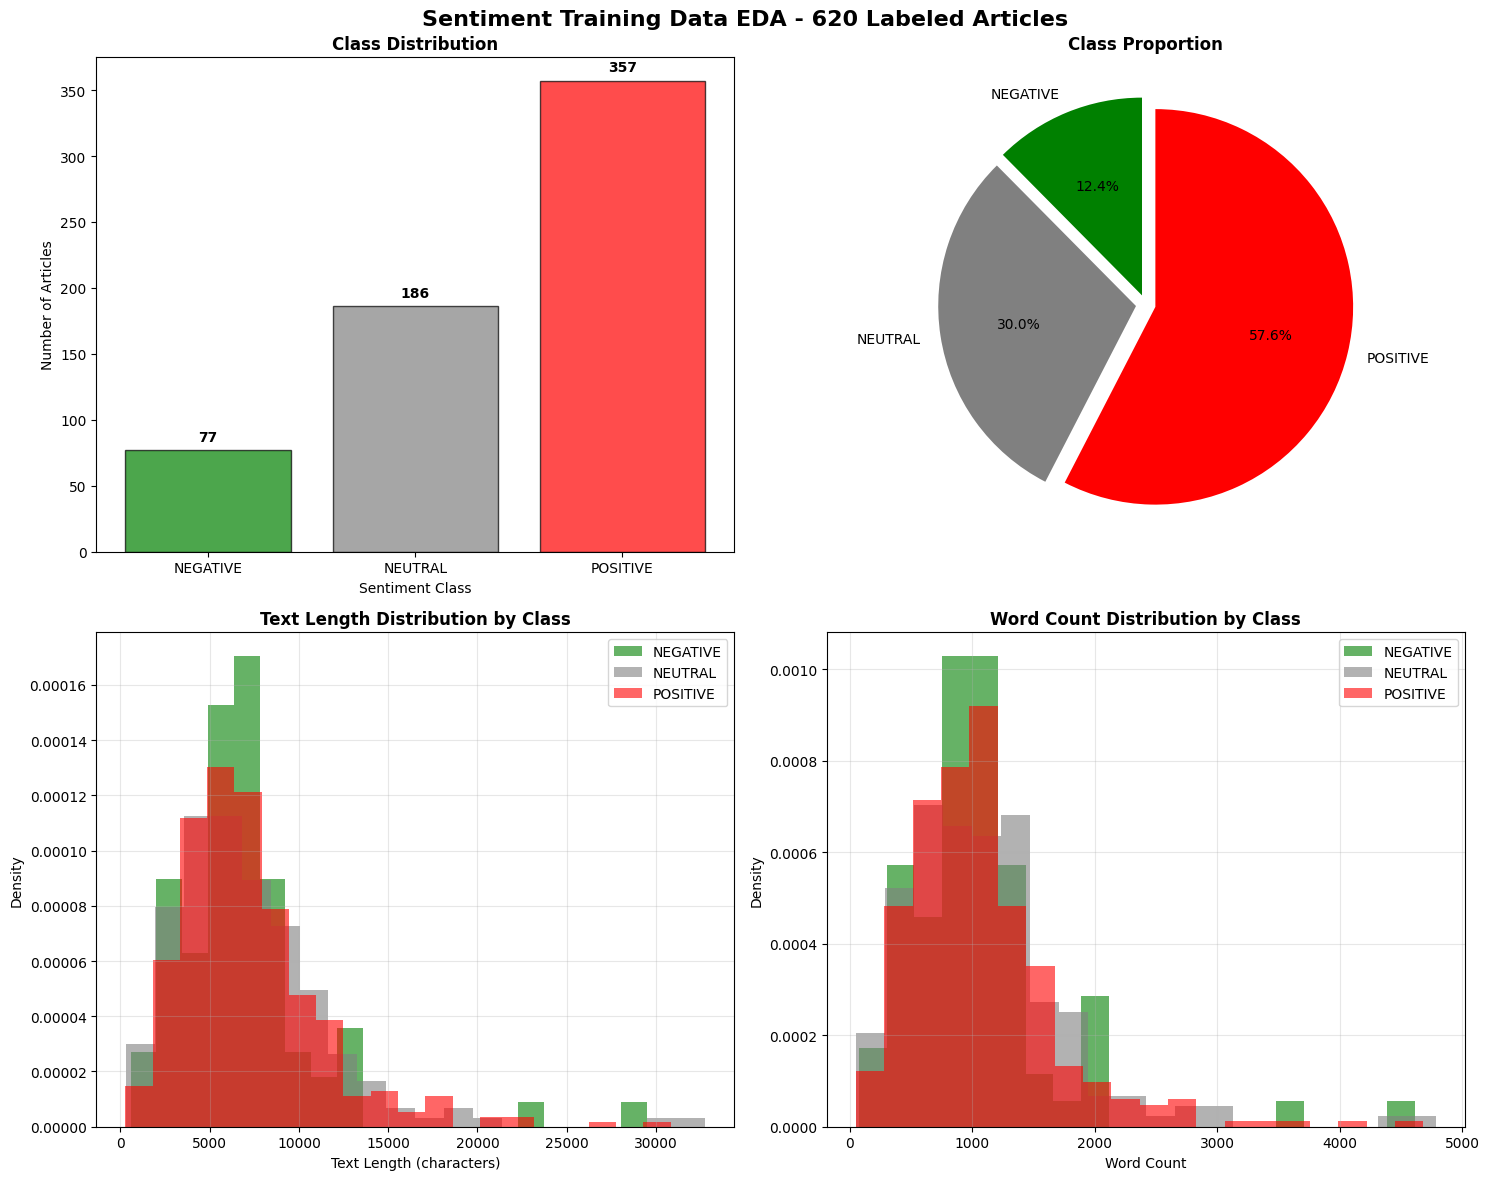 Sentiment Training Data EDA - 620 Labeled Articles
Class Distribution
350
300
250
200
150
100
50
0
Number of Articles
77
186
357
NEGATIVE
NEUTRAL
POSITIVE
Sentiment Class
Class Proportion
NEGATIVE
12.4%
NEUTRAL
30.0%
57.6%
POSITIVE
Text Length Distribution by Class
NEGATIVE
NEUTRAL
POSITIVE
0.00016
0.00014
0.00012
0.00010
0.00008
0.00006
0.00004
0.00002
0.00000
Density
0
5000
10000
15000
20000
25000
30000
Text Length (characters)
Word Count Distribution by Class
NEGATIVE
NEUTRAL
POSITIVE
0.0010
0.0008
0.0006
0.0004
0.0002
0.0000
Density
0
1000
2000
3000
4000
5000
Word Count